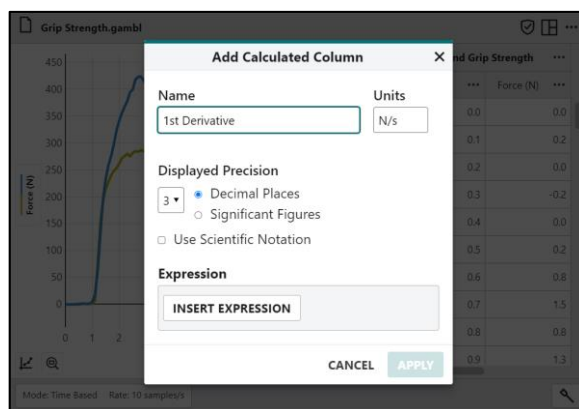 Grip Strength.gambl
Add Calculated Column
nd Grip Strength
Name
Units
1st Derivative
N/s
Force (N)
Displayed Precision
3
Decimal Places
Significant Figures
Use Scientific Notation
Expression
INSERT EXPRESSION
CANCEL
APPLY
Force (N)
450
400
350
300
250
200
150
100
50
0
0 1 2
0.0 0.0
0.1 0.2
0.2 0.0
0.3 -0.2
0.4 0.0
0.5 0.2
0.6 0.8
0.7 1.5
0.8 0.8
0.9 1.3
Mode: Time Based Rate: 10 samples/s